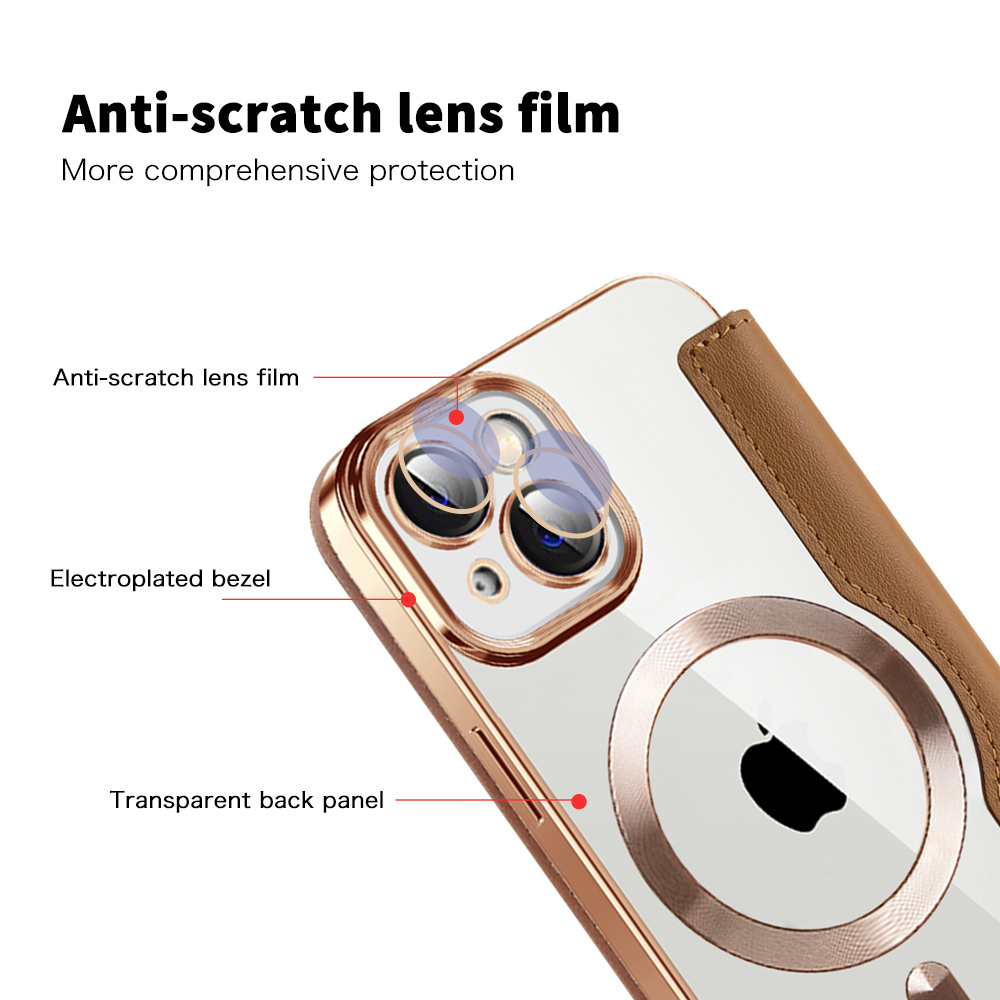 Anti-scratch lens film
More comprehensive protection
Anti-scratch lens film
Electroplated bezel
Transparent back panel